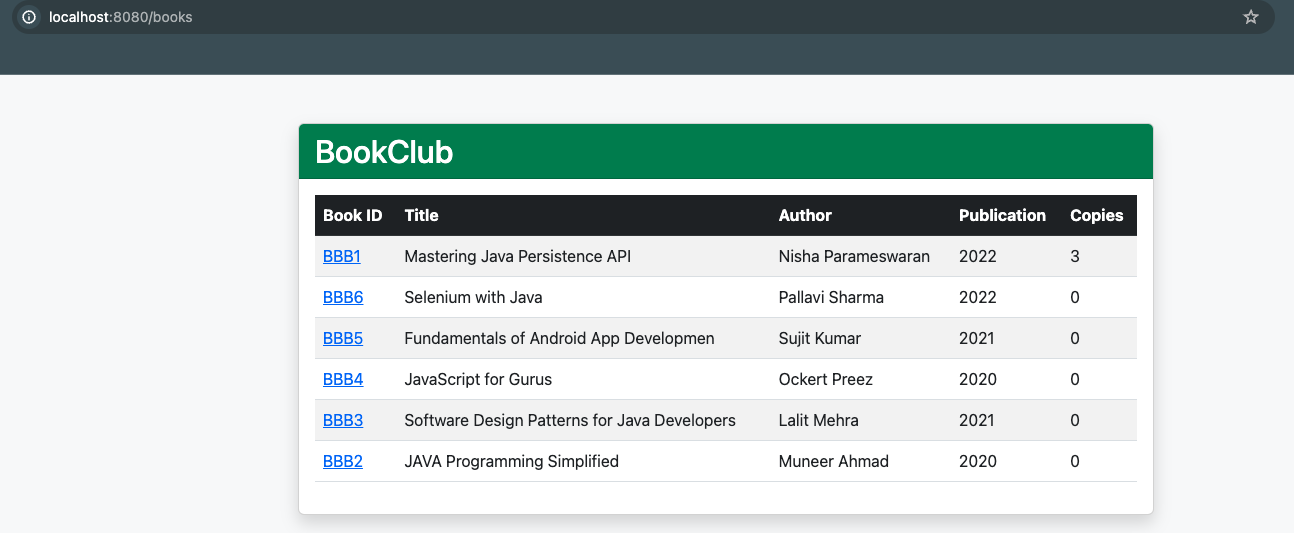 localhost:8080/books
BookClub
Book ID Title Author Publication Copies
BBB1 Mastering Java Persistence API Nisha Parameswaran 2022 3
BBB6 Selenium with Java Pallavi Sharma 2022 0
BBB5 Fundamentals of Android App Developmen Sujit Kumar 2021 0
BBB4 JavaScript for Gurus Ockert Preez 2020 0
BBB3 Software Design Patterns for Java Developers Lalit Mehra 2021 0
BBB2 JAVA Programming Simplified Muneer Ahmad 2020 0